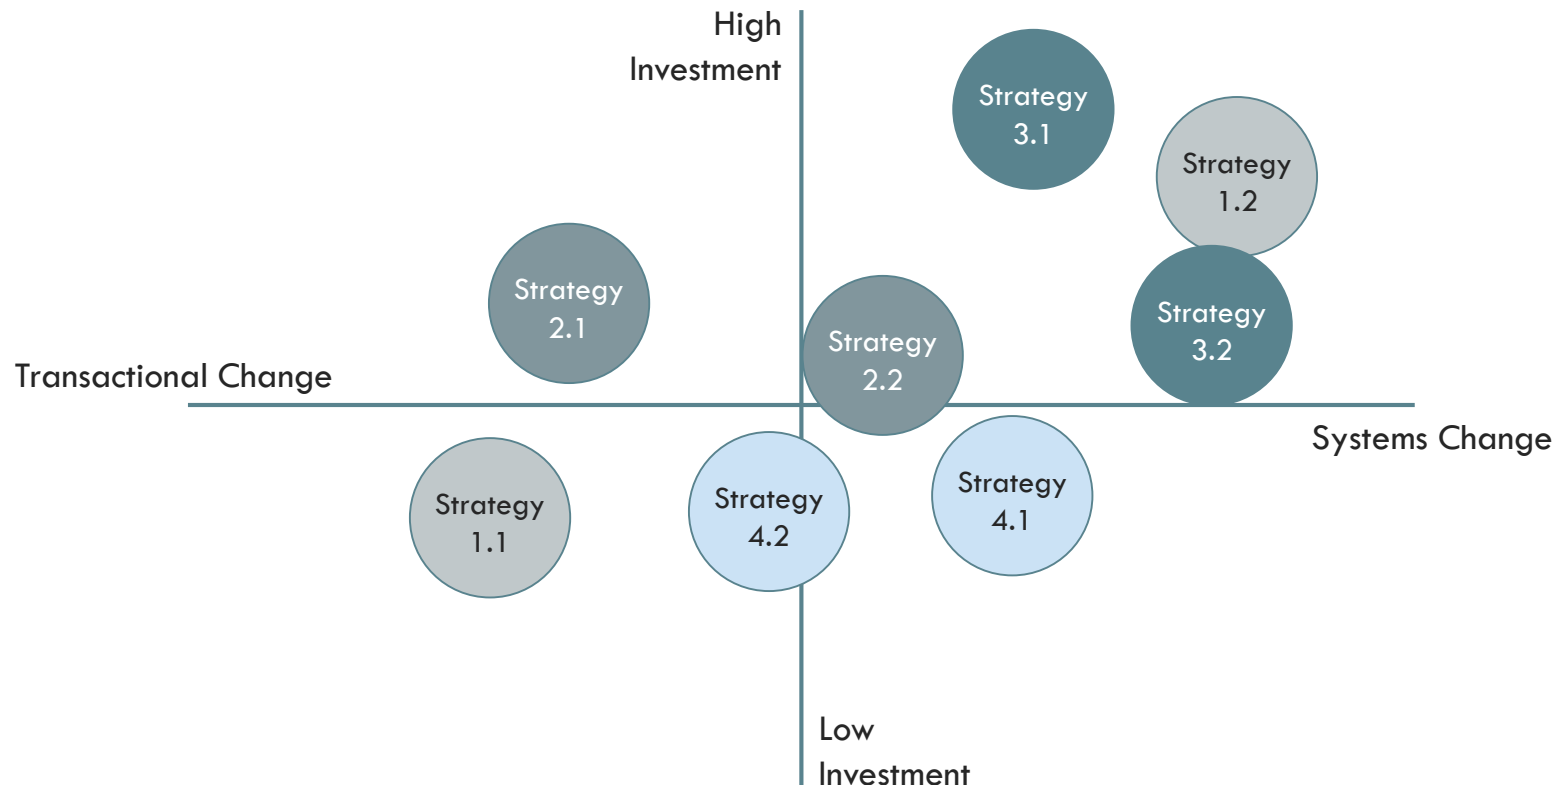 High
Investment
Strategy
3.1
Strategy
1.2
Strategy
2.1
Strategy
3.2
Strategy
2.2
Transactional Change
Systems Change
Strategy
4.1
Strategy
4.2
Strategy
1.1
Low
Investment